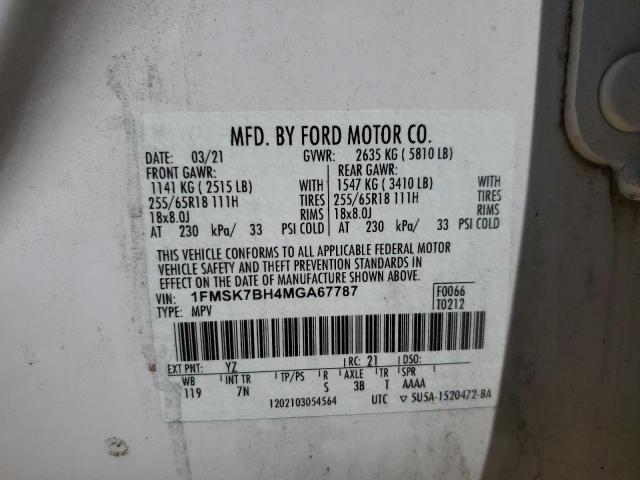 MFD. BY FORD MOTOR CO.
DATE: 03/21 GVWR: 2635 KG ( 5810 LB)
FRONT GAWR: REAR GAWR:
1141 KG ( 2515 LB) WITH 1547 KG ( 3410 LB) WITH
255/65R18 111H TIRES 255/65R18 111H TIRES
18x8.0J RIMS 18x8.0J RIMS
AT 230 kPa/ 33 PSI COLD AT 230 kPa/ 33 PSI COLD
THIS VEHICLE CONFORMS TO ALL APPLICABLE FEDERAL MOTOR
VEHICLE SAFETY AND THEFT PREVENTION STANDARDS IN
EFFECT ON THE DATE OF MANUFACTURE SHOWN ABOVE.
VIN: 1FMSK7BH4MGA67787 F0066
TYPE: MPV T0212
EXT PNT: YZ RC: 21 DSO:
WB INT TR TP/PS R AXLE TR SPR
119 7N S 3B T AAAA
1202103054564 UTC ▽ 5U5A-1520472-BA